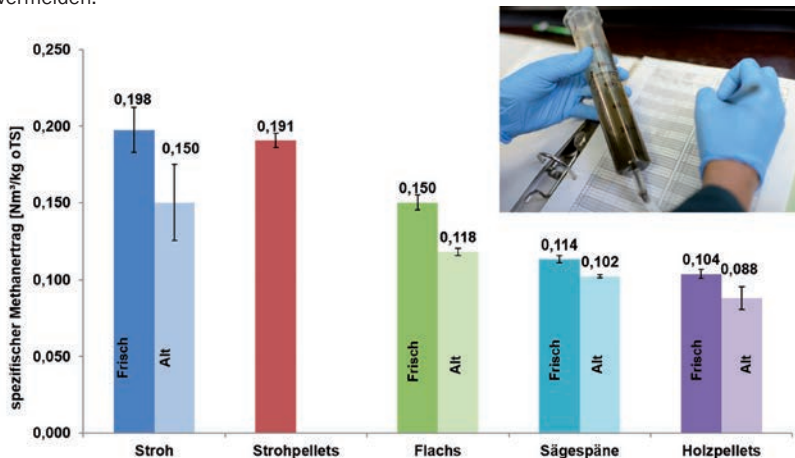 vermeiden.
spezifischer Methanertrag [Nm³/kg oTS]
0,250
0,200
0,150
0,100
0,050
0,000
0,198
0,150
0,191
0,150
0,118
0,114
0,102
0,104
0,088
Frisch
Alt
Frisch
Alt
Frisch
Alt
Frisch
Alt
Stroh
Strohpellets
Flachs
Sägespäne
Holzpellets